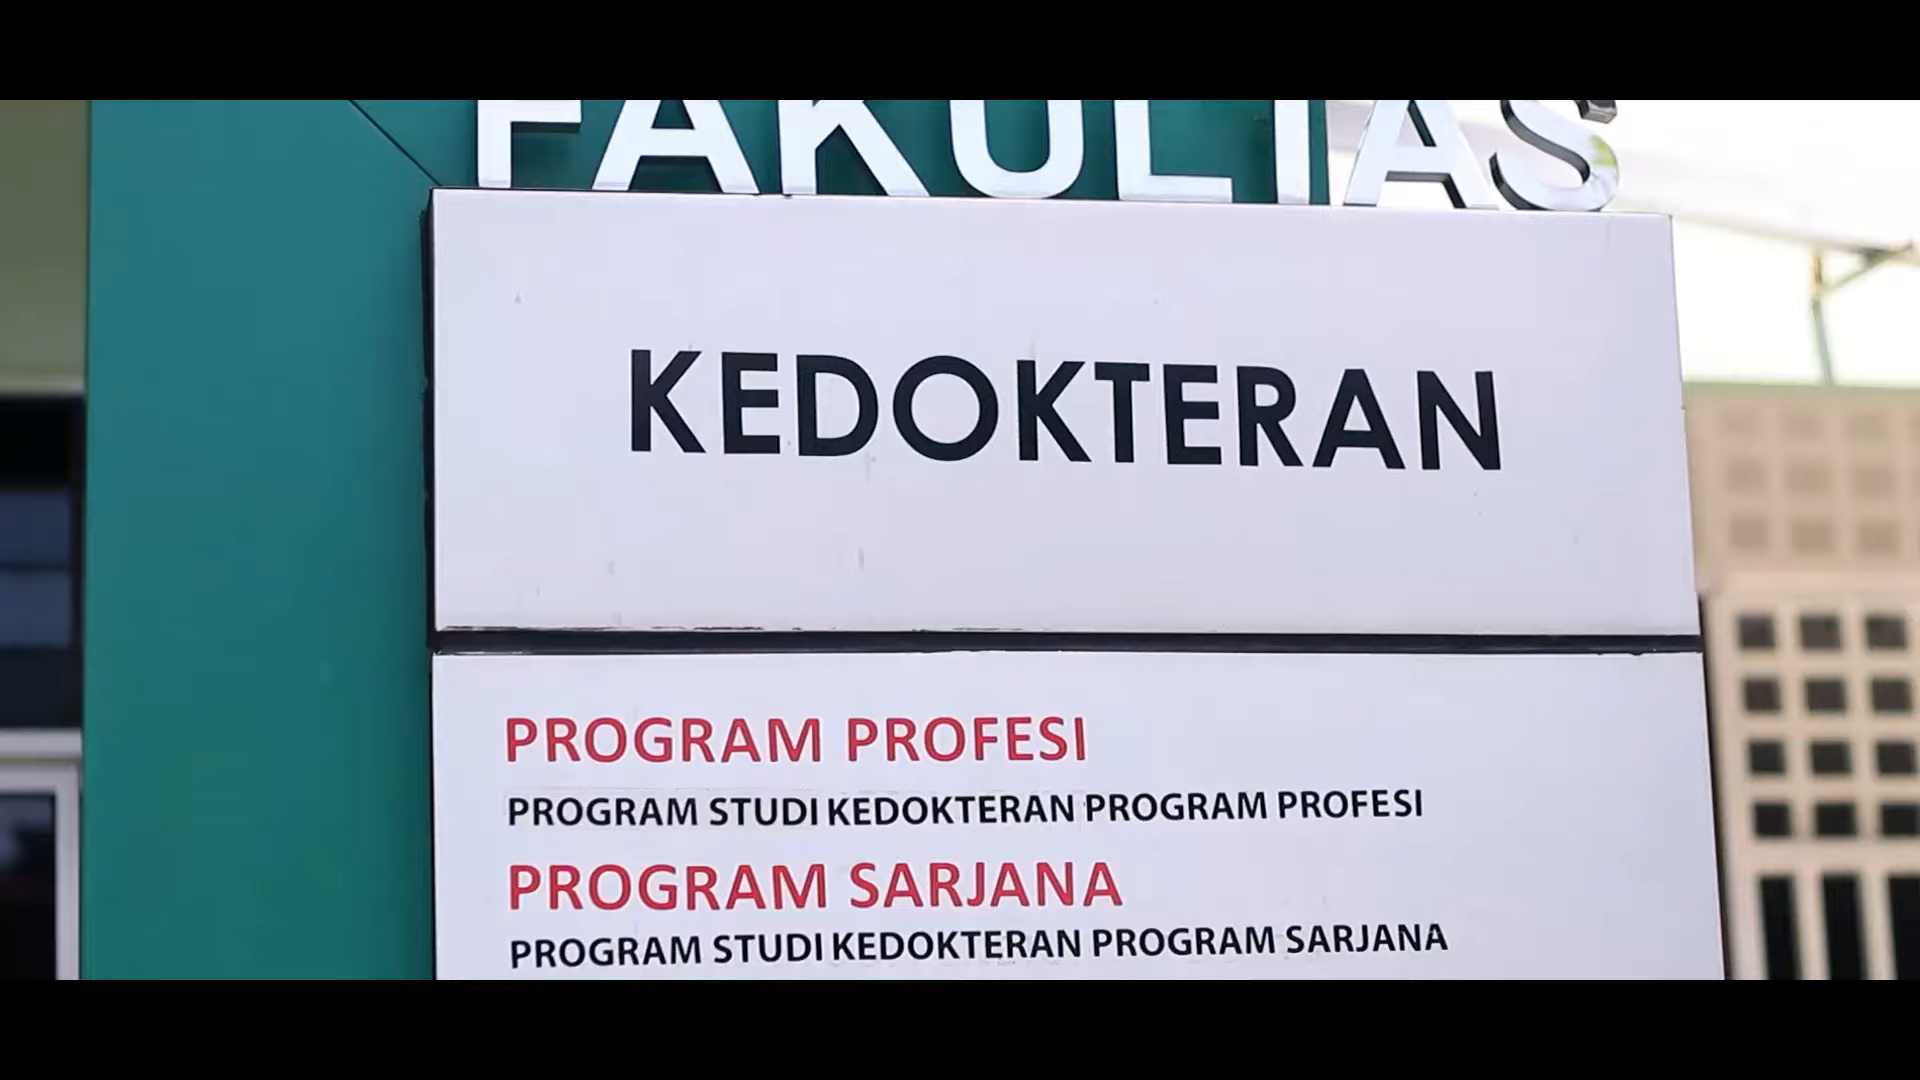 FAKULTAS
KEDOKTERAN
PROGRAM PROFESI
PROGRAM STUDI KEDOKTERAN PROGRAM PROFESI
PROGRAM SARJANA
PROGRAM STUDI KEDOKTERAN PROGRAM SARJANA